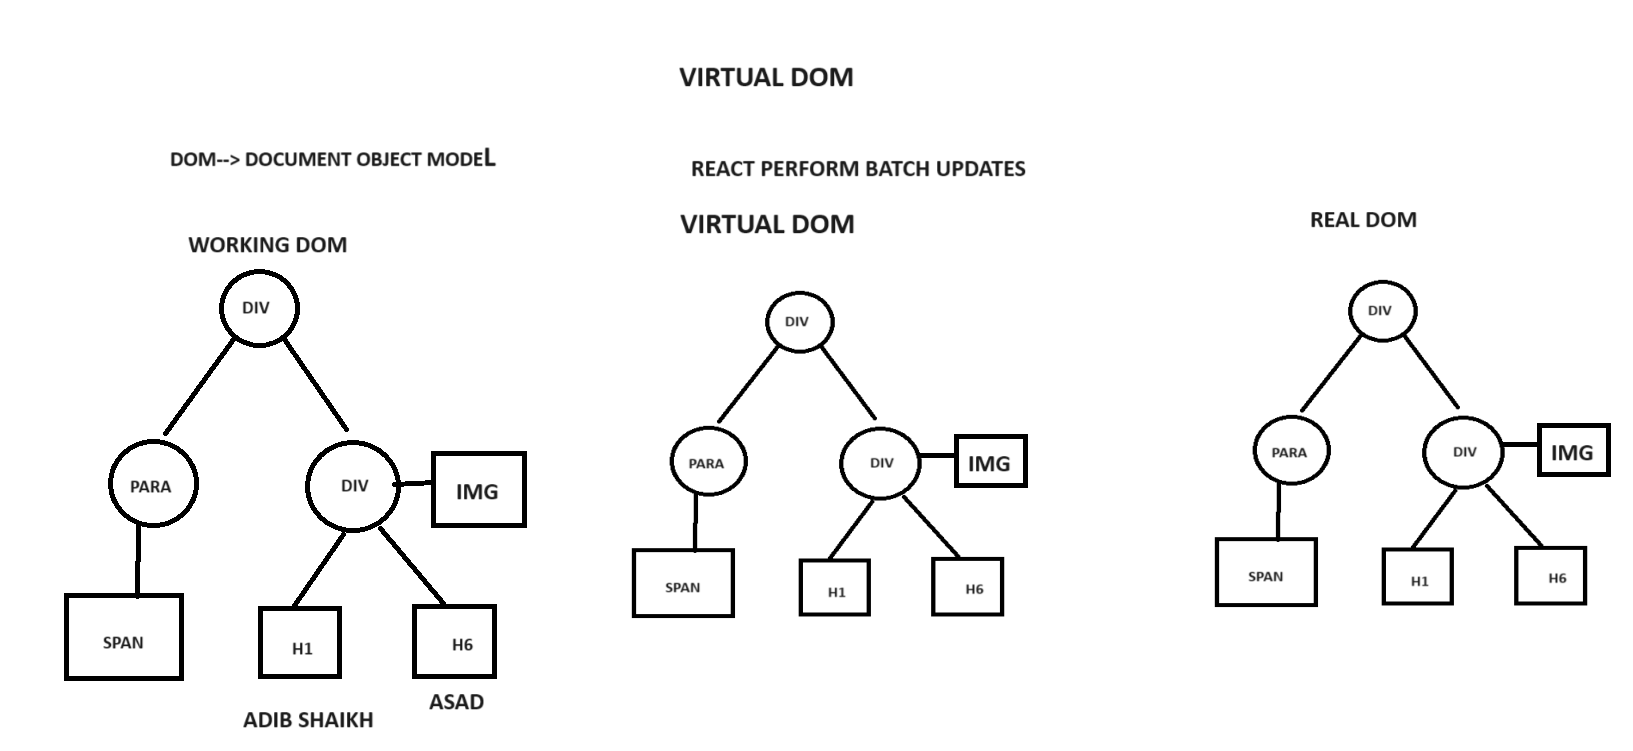 VIRTUAL DOM
DOM--> DOCUMENT OBJECT MODEL
REACT PERFORM BATCH UPDATES
WORKING DOM
DIV
PARA
DIV
IMG
SPAN
H1
H6
ADIB SHAIKH
ASAD
VIRTUAL DOM
DIV
PARA
DIV
IMG
SPAN
H1
H6
REAL DOM
DIV
PARA
DIV
IMG
SPAN
H1
H6